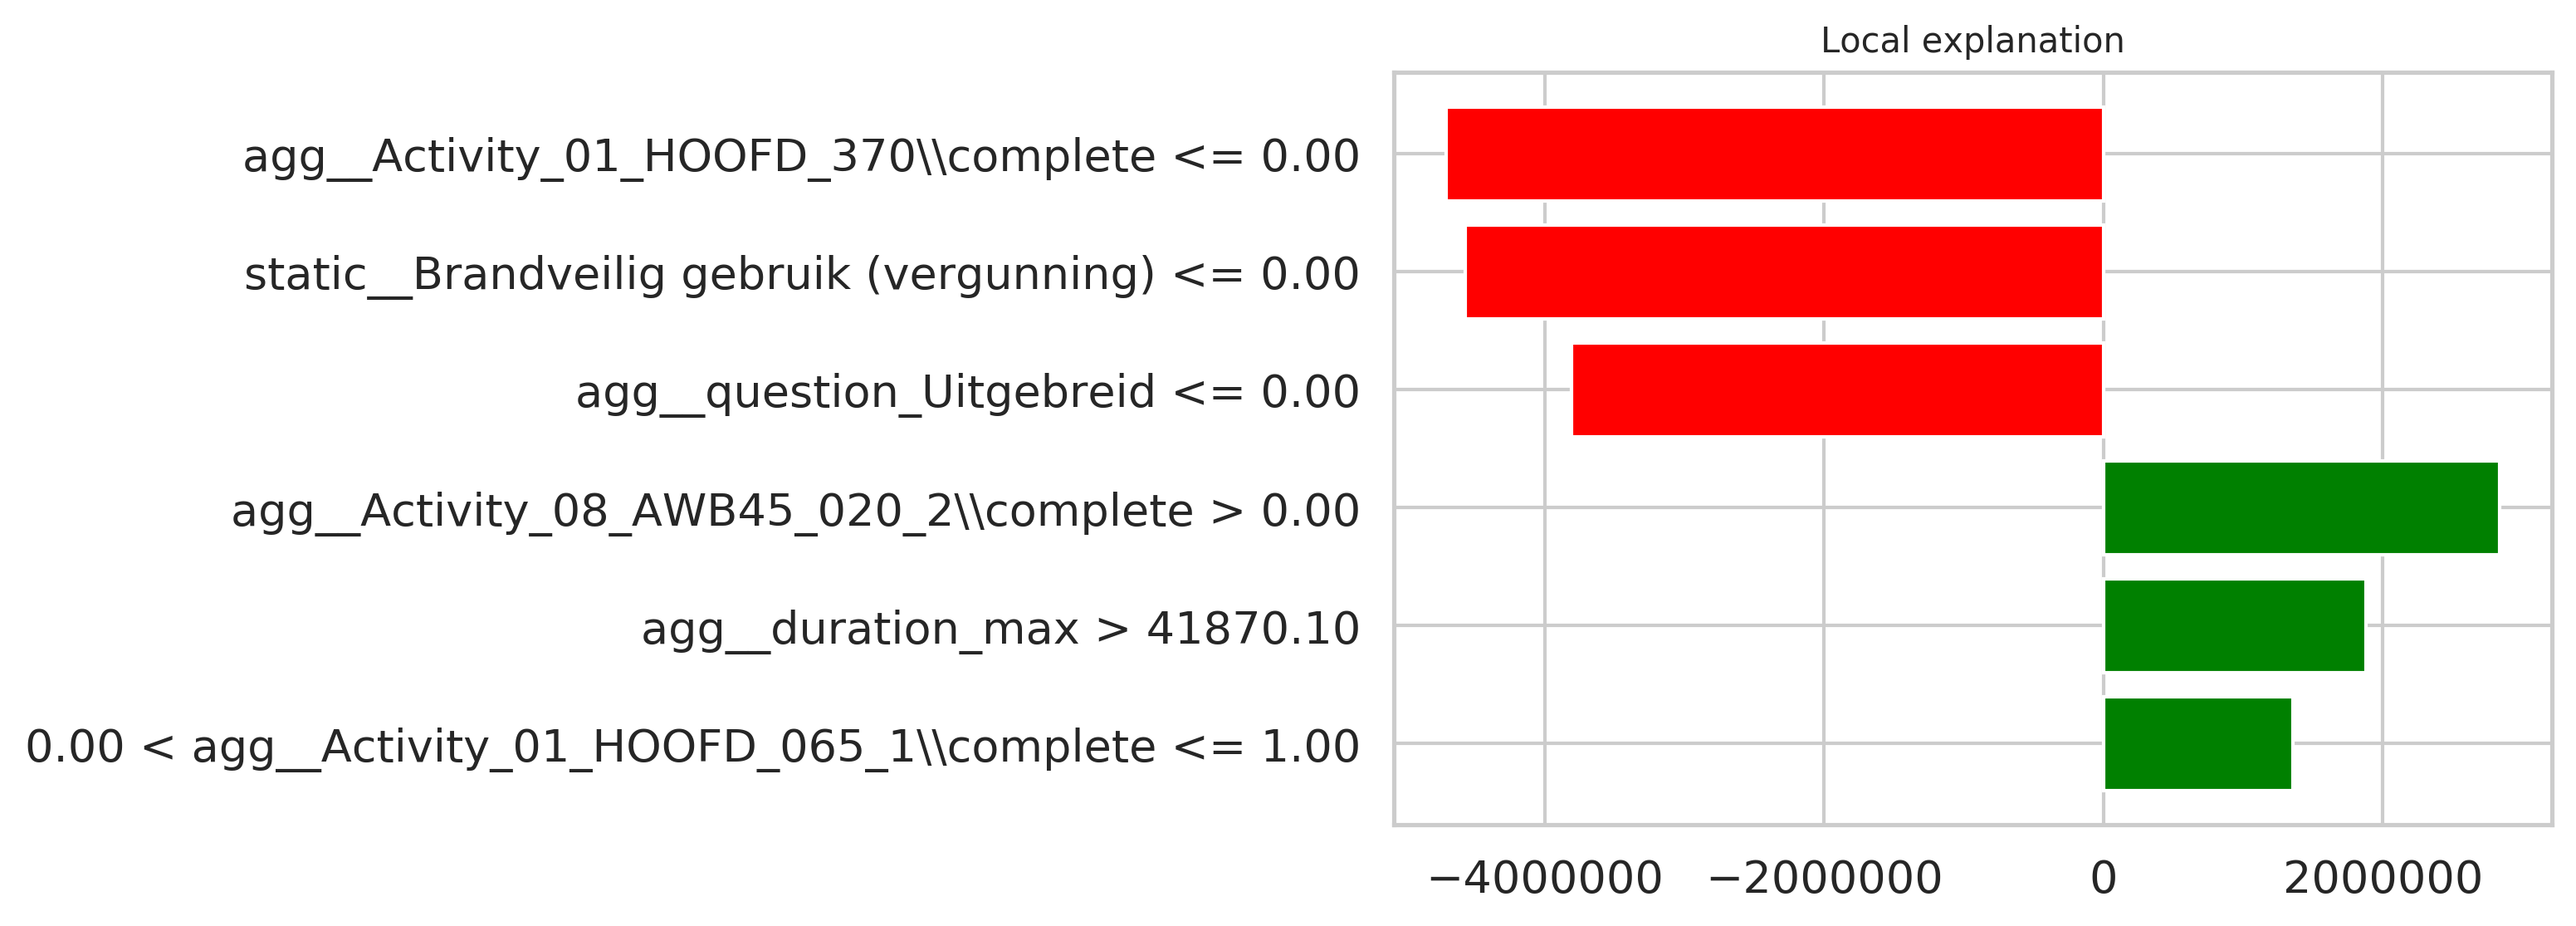 Local explanation
agg__Activity_01_HOOFD_370\\complete <= 0.00
static__Brandveilig gebruik (vergunning) <= 0.00
agg__question_Uitgebreid <= 0.00
agg__Activity_08_AWB45_020_2\\complete > 0.00
agg__duration_max > 41870.10
0.00 < agg__Activity_01_HOOFD_065_1\\complete <= 1.00
−4000000 −2000000 0 2000000